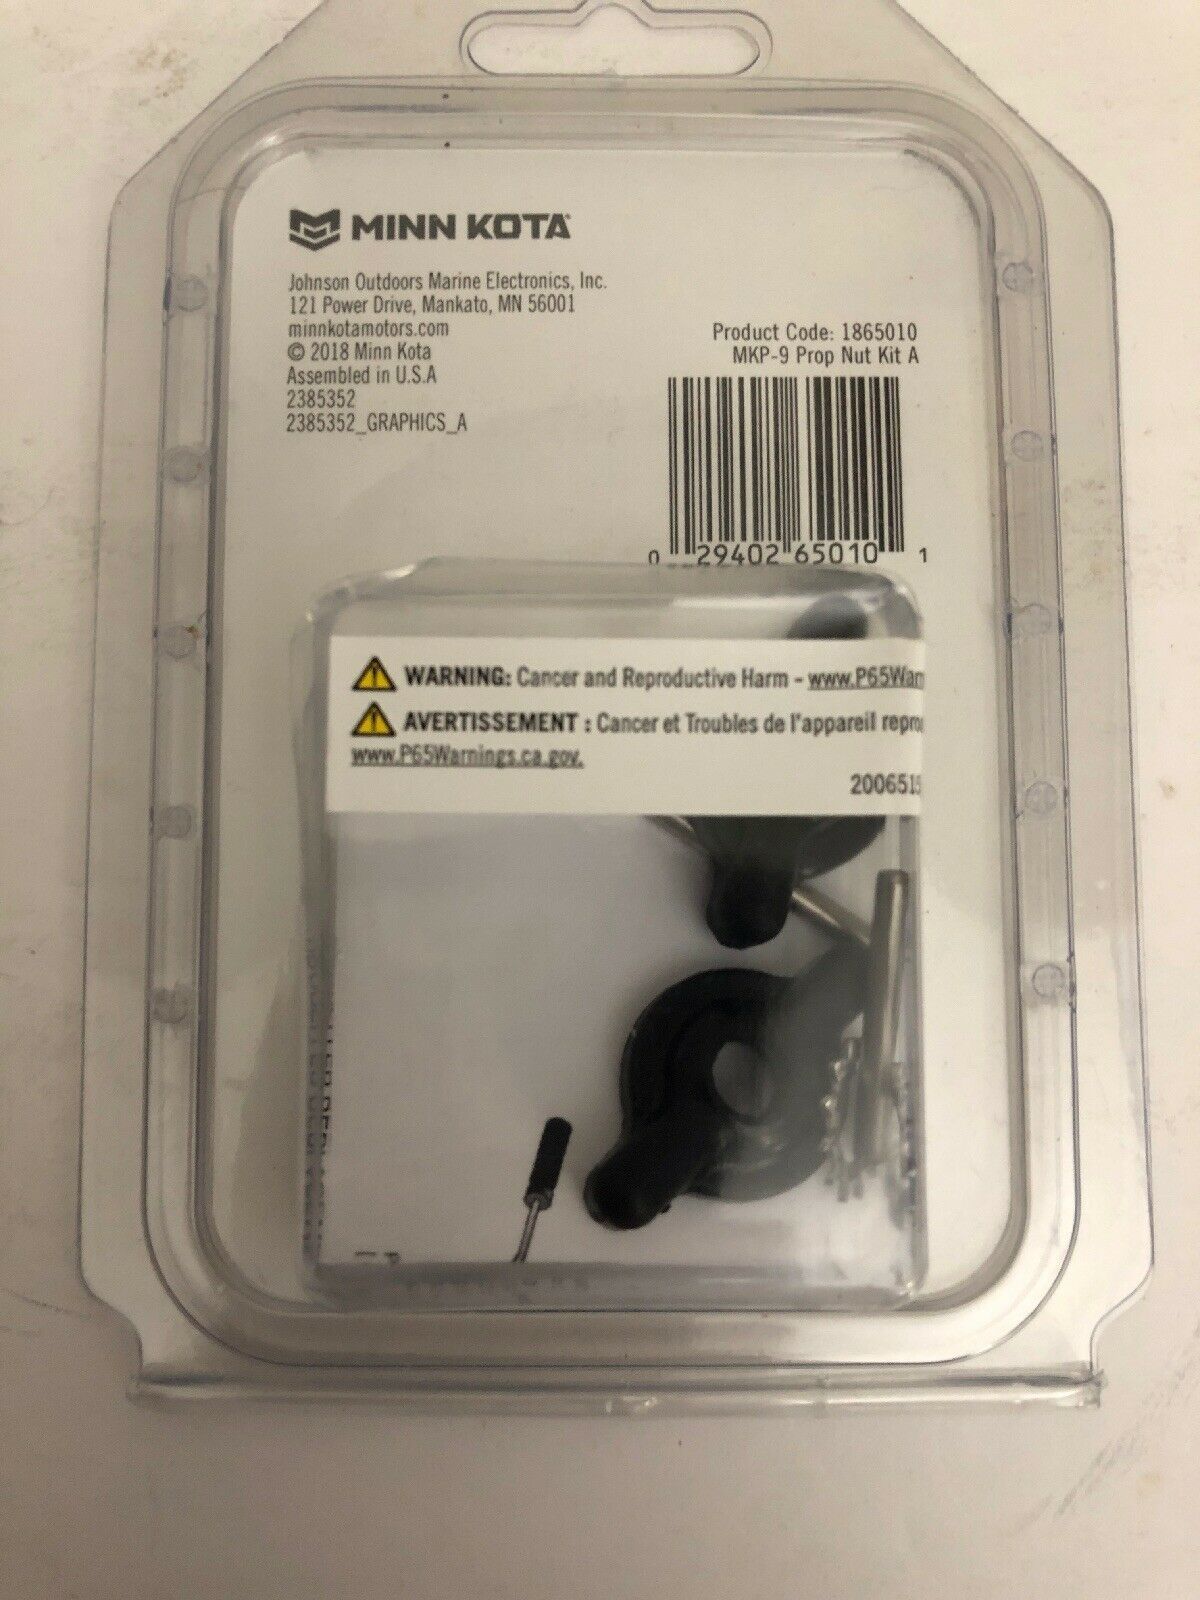 MINN KOTA
Johnson Outdoors Marine Electronics, Inc.
121 Power Drive, Mankato, MN 56001
minnkotamotors.com
© 2018 Minn Kota
Assembled in U.S.A
2385352
2385352_GRAPHICS_A
Product Code: 1865010
MKP-9 Prop Nut Kit A
0 29402 65010 1
WARNING: Cancer and Reproductive Harm - www.P65War
AVERTISSEMENT : Cancer et Troubles de l'appareil repro
www.P65Warnings.ca.gov.
2006515